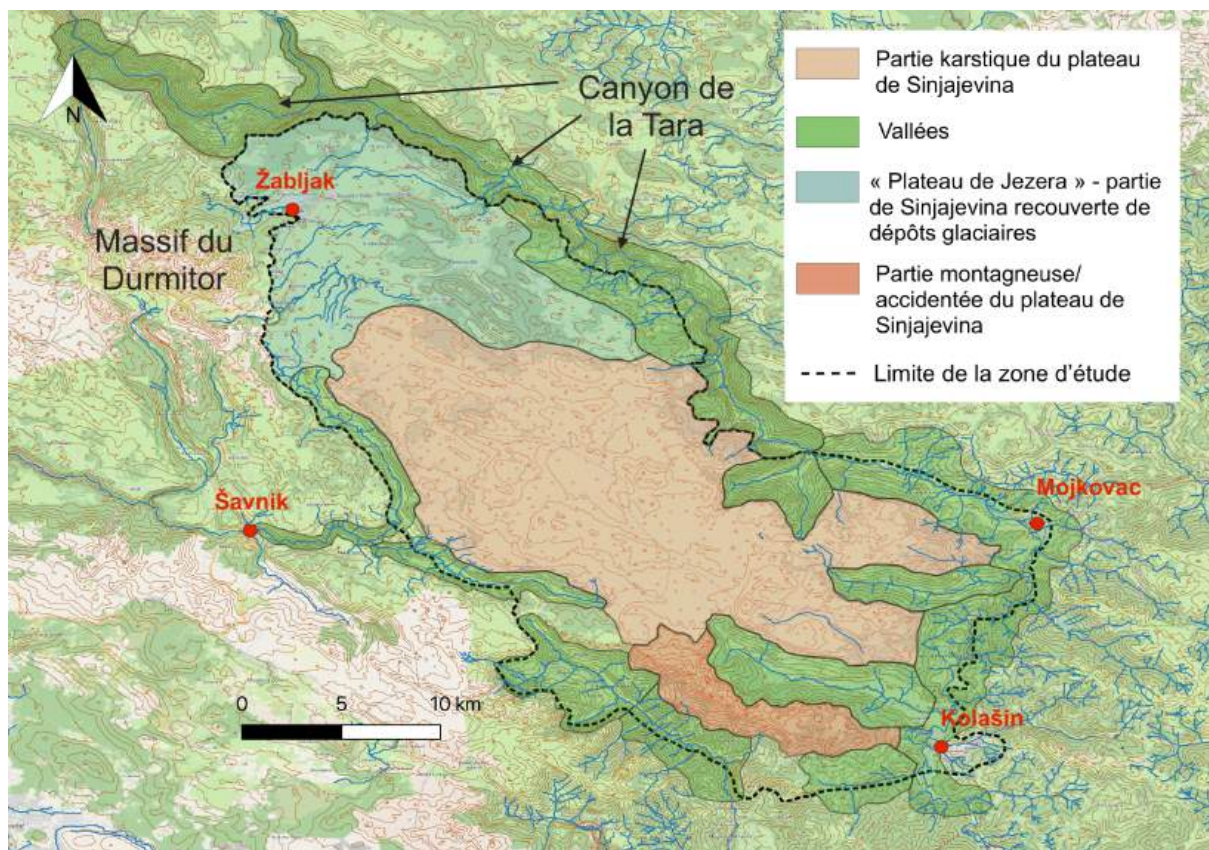 N
Canyon de
la Tara
Žabljak
Massif du
Durmitor
Šavnik
Mojkovac
Kolašin
0 5 10 km
Partie karstique du plateau
de Sinjajevina
Vallées
« Plateau de Jezera » - partie
de Sinjajevina recouverte de
dépôts glaciaires
Partie montagneuse/
accidentée du plateau de
Sinjajevina
Limite de la zone d’étude